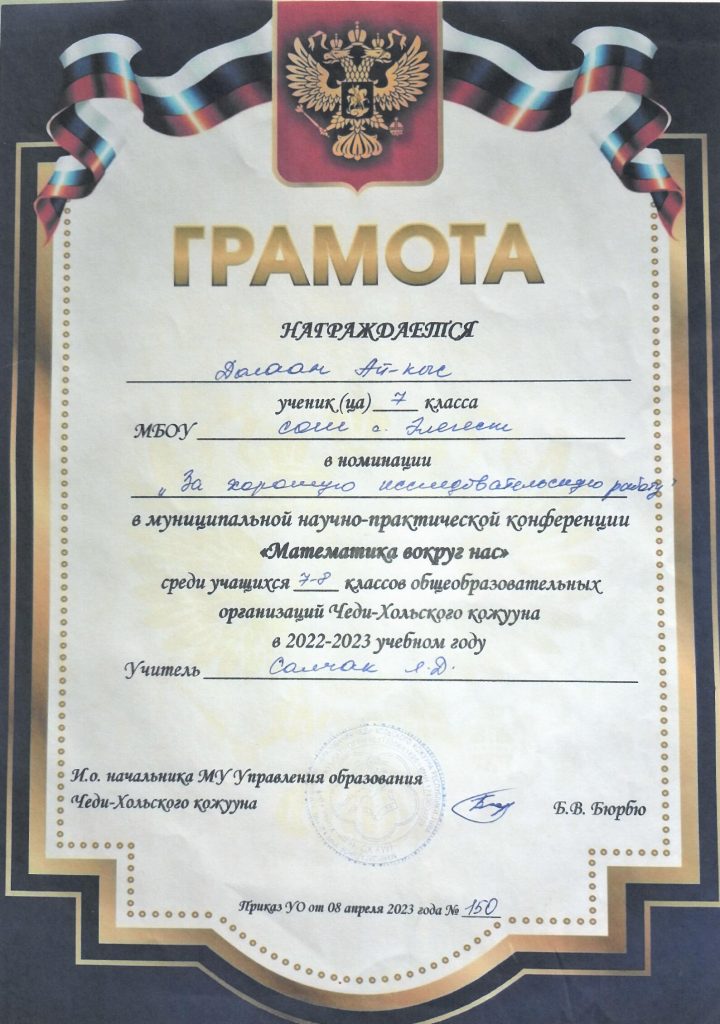 ГРАМОТА
НАГРАЖДАЕТСЯ
Долаан Ай-кыс
ученик (ца) 7 класса
МБОУ СОШ с. Элегест
в номинации
"За хорошую исследовательскую работу"
в муниципальной научно-практической конференции
«Математика вокруг нас»
среди учащихся 7-8 классов общеобразовательных
организаций Чеди-Хольского кожууна
в 2022-2023 учебном году
Учитель Салчак Л.Д.
И.о. начальника МУ Управления образования
Чеди-Хольского кожууна
Б.В. Бюрбю
Приказ УО от 08 апреля 2023 года № 150